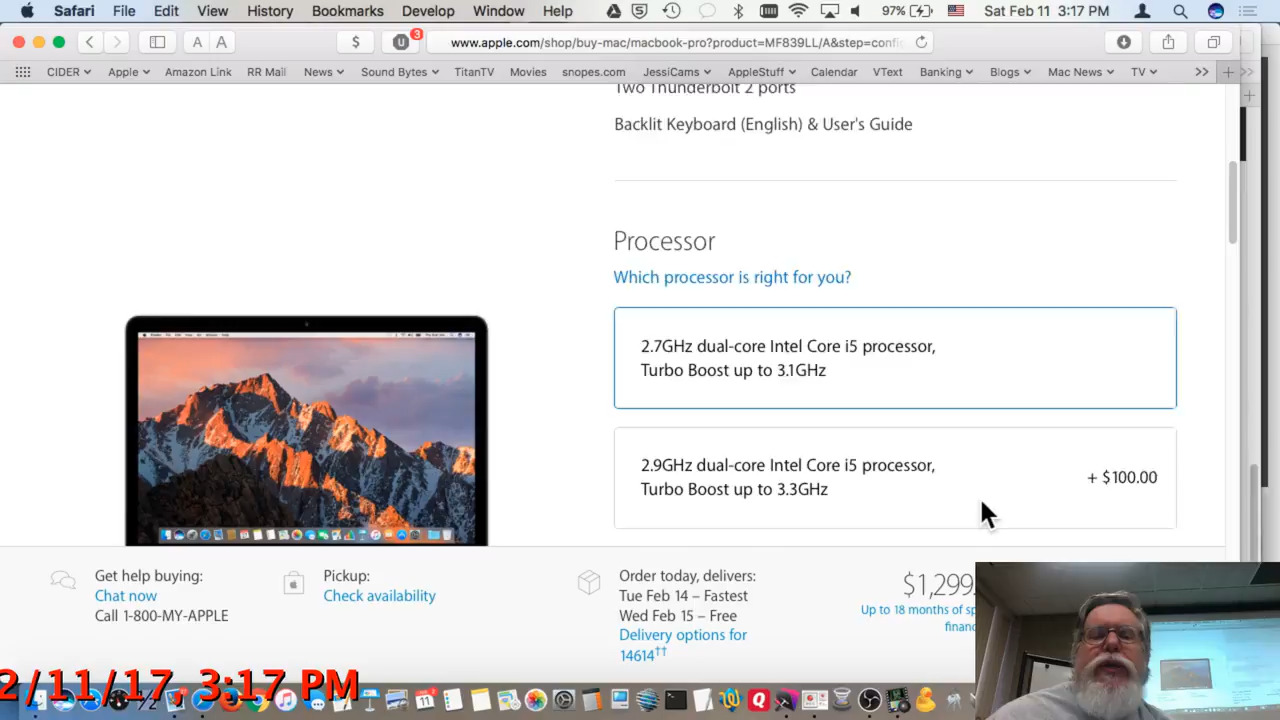 Safari File Edit View History Bookmarks Develop Window Help 97% Sat Feb 11 3:17 PM
A A $ U 3 www.apple.com/shop/buy-mac/macbook-pro?product=MF839LL/A&step=confi
CIDER Apple Amazon Link RR Mail News Sound Bytes TitanTV Movies snopes.com JessiCams AppleStuff Calendar VText Banking Blogs Mac News TV
Two Thunderbolt 2 ports
Backlit Keyboard (English) & User's Guide
Processor
Which processor is right for you?
2.7GHz dual-core Intel Core i5 processor,
Turbo Boost up to 3.1GHz
2.9GHz dual-core Intel Core i5 processor,
Turbo Boost up to 3.3GHz
+ $100.00
Get help buying:
Chat now
Call 1-800-MY-APPLE
Pickup:
Check availability
Order today, delivers:
Tue Feb 14 – Fastest
Wed Feb 15 – Free
Delivery options for
14614††
$1,299.
Up to 18 months of sp
finan
2/11/17, 3:17 PM